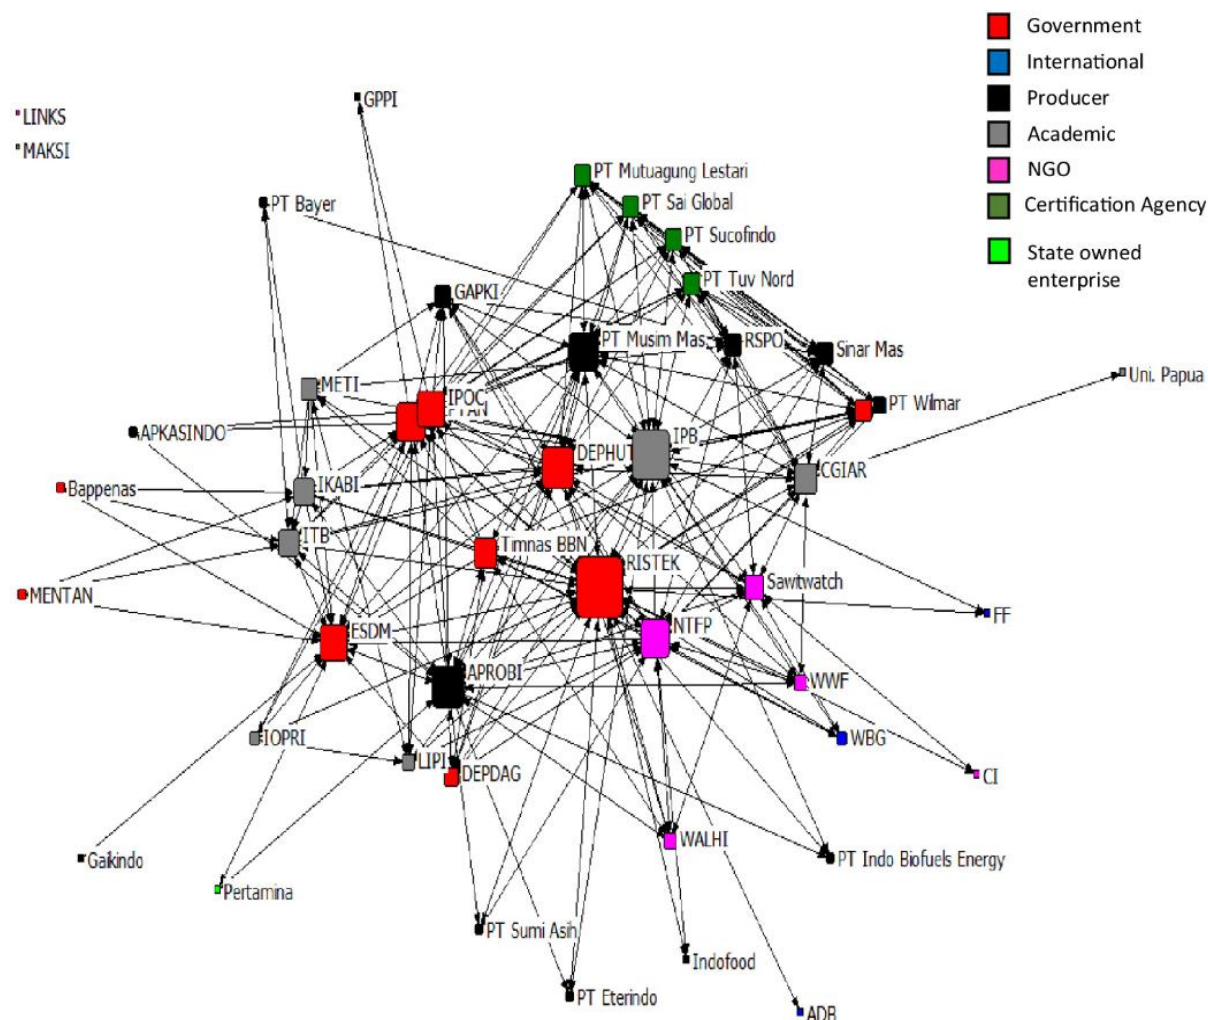 Government
International
Producer
Academic
NGO
Certification Agency
State owned
enterprise
GPPI
LINKS
MAKSI
PT Mutuagung Lestari
PT Bayer
PT Sai Global
PT Sucofindo
PT Tuv Nord
GAPKI
PT Musim Mas
RSPO
Sinar Mas
Uni. Papua
METI
IPOC
PT Wilmar
APKASINDO
IPB
DEPHUT
CGIAR
Bappenas
IKABI
ITB
Timnas BBN
RISTEK
Sawitwatch
MENTAN
FF
ESDM
NTFP
APROBI
WWF
IOPRI
WBG
LIPI
DEPDAG
CI
WALHI
Gaikindo
PT Indo Biofuels Energy
Pertamina
PT Sumi Asih
Indofood
PT Eterindo
ADB